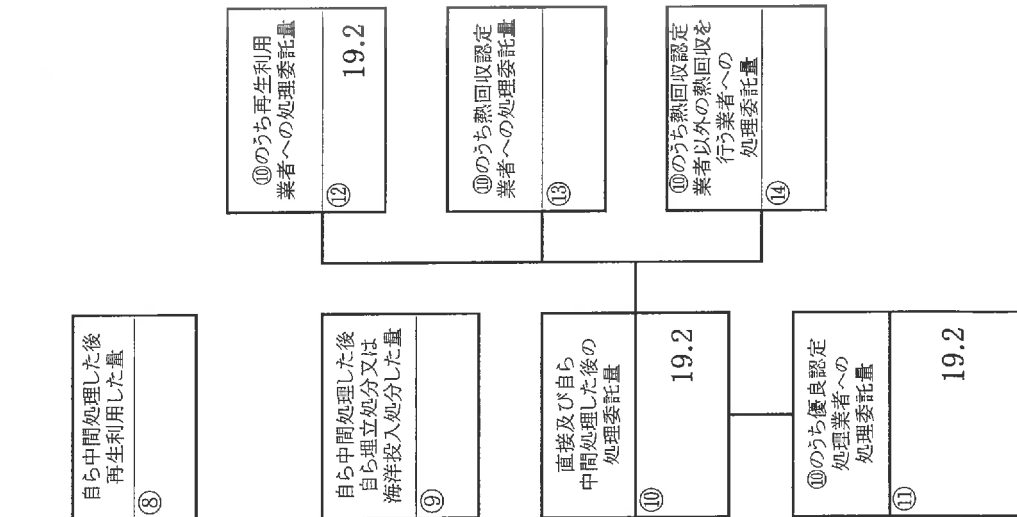 自ら中間処理した後
再生利用した量
⑧
自ら中間処理した後
自ら埋立処分又は
海洋投入処分した量
⑨
直接及び自ら
中間処理した後の
処理委託量
⑩
19.2
⑩のうち優良認定
処理業者への
処理委託量
⑪
19.2
⑩のうち再生利用
業者への処理委託量
⑫
19.2
⑩のうち熱回収認定
業者への処理委託量
⑬
⑩のうち熱回収認定
業者以外の熱回収を
行う業者への
処理委託量
⑭